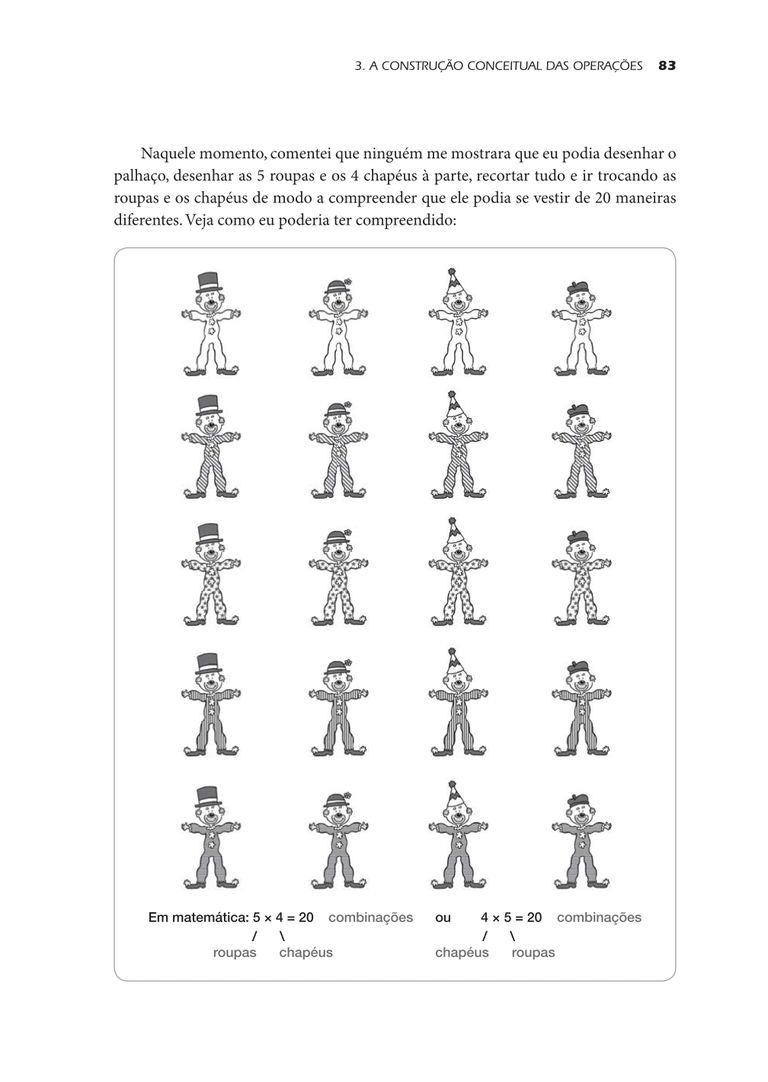 3. A CONSTRUÇÃO CONCEITUAL DAS OPERAÇÕES 83
Naquele momento, comentei que ninguém me mostrara que eu podia desenhar o
palhaço, desenhar as 5 roupas e os 4 chapéus à parte, recortar tudo e ir trocando as
roupas e os chapéus de modo a compreender que ele podia se vestir de 20 maneiras
diferentes. Veja como eu poderia ter compreendido:
Em matemática: 5 × 4 = 20 combinações ou 4 × 5 = 20 combinações
/ \ / \
roupas chapéus chapéus roupas